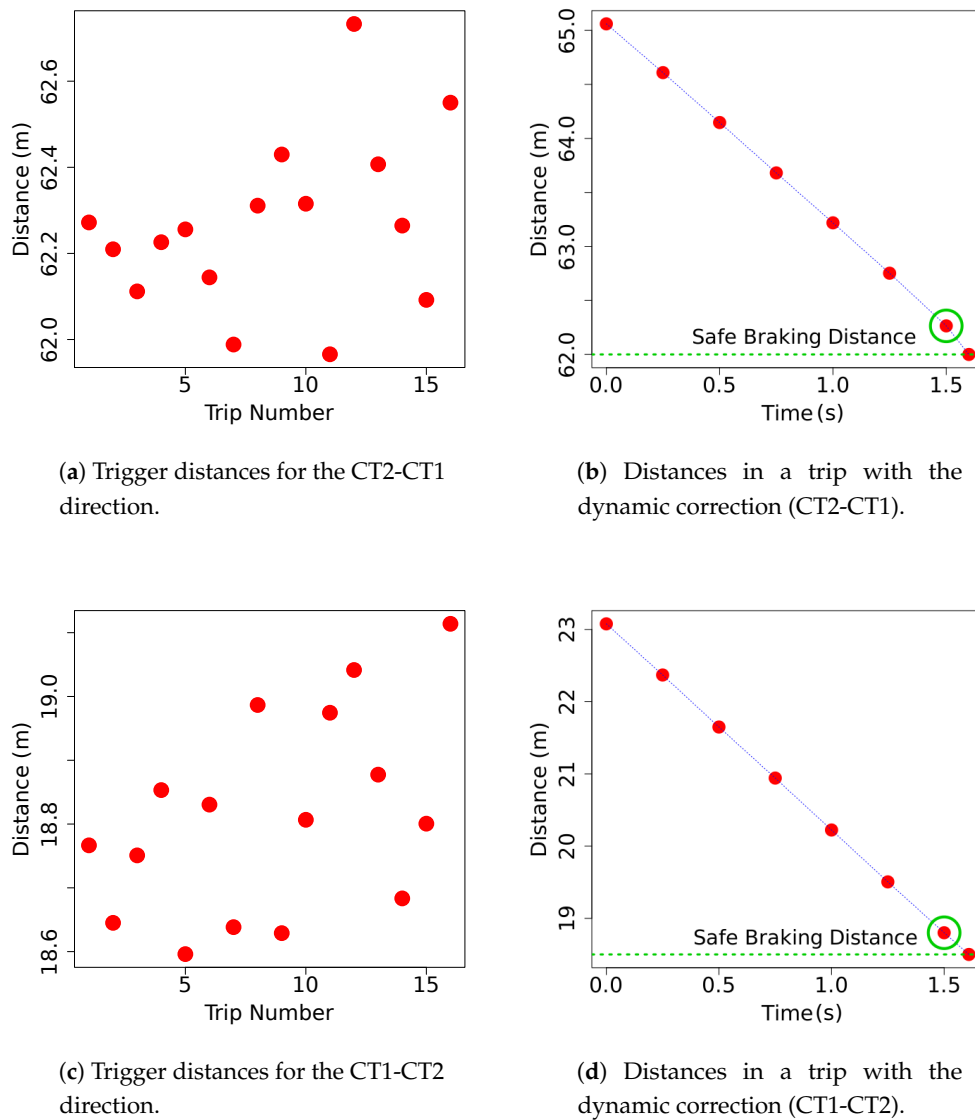 62.6
62.4
62.2
62.0
Distance (m)
5
10
15
Trip Number
65.0
64.0
63.0
62.0
Distance (m)
Safe Braking Distance
0.0
0.5
1.0
1.5
Time (s)
(a) Trigger distances for the CT2-CT1
direction.
(b) Distances in a trip with the
dynamic correction (CT2-CT1).
19.0
18.8
18.6
Distance (m)
5
10
15
Trip Number
23
22
21
20
19
Distance (m)
Safe Braking Distance
0.0
0.5
1.0
1.5
Time (s)
(c) Trigger distances for the CT1-CT2
direction.
(d) Distances in a trip with the
dynamic correction (CT1-CT2).